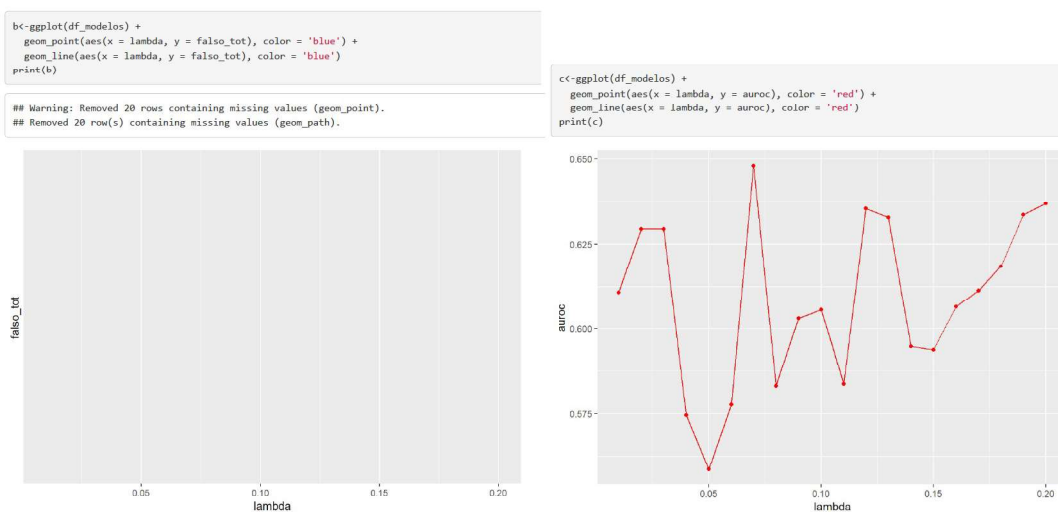 b<-ggplot(df_modelos) +
geom_point(aes(x = lambda, y = falso_tot), color = 'blue') +
geom_line(aes(x = lambda, y = falso_tot), color = 'blue')
print(b)
## Warning: Removed 20 rows containing missing values (geom_point).
## Removed 20 row(s) containing missing values (geom_path).
falso_tot
0.05
0.10
0.15
0.20
lambda
c<-ggplot(df_modelos) +
geom_point(aes(x = lambda, y = auroc), color = 'red') +
geom_line(aes(x = lambda, y = auroc), color = 'red')
print(c)
0.650
0.625
0.600
0.575
auroc
0.05
0.10
0.15
0.20
lambda